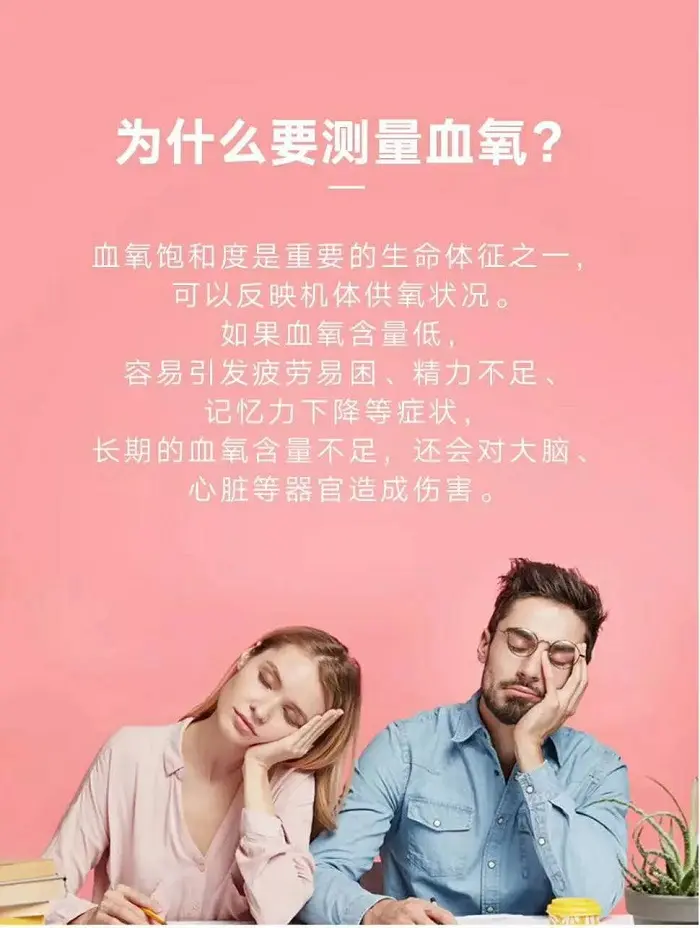 为什么要测量血氧？
血氧饱和度是重要的生命体征之一，
可以反映机体供氧状况。
如果血氧含量低，
容易引发疲劳易困、精力不足、
记忆力下降等症状，
长期的血氧含量不足，还会对大脑、
心脏等器官造成伤害。